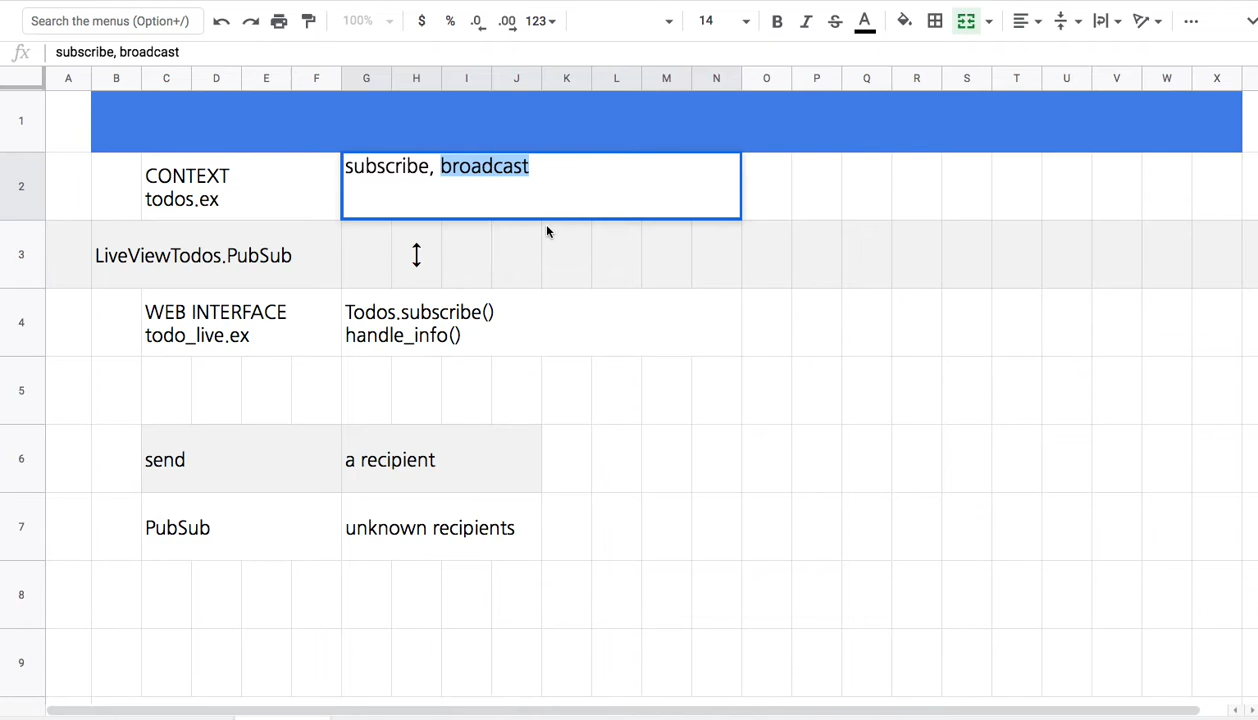 Search the menus (Option+/)
100%
$
%
.0
.00
123
14
B
I
S
A
fx
subscribe, broadcast
A B C D E F G H I J K L M N O P Q R S T U V W X
1
2
CONTEXT
todos.ex
subscribe, broadcast
3
LiveViewTodos.PubSub
↕
4
WEB INTERFACE
todo_live.ex
Todos.subscribe()
handle_info()
5
6
send
a recipient
7
PubSub
unknown recipients
8
9